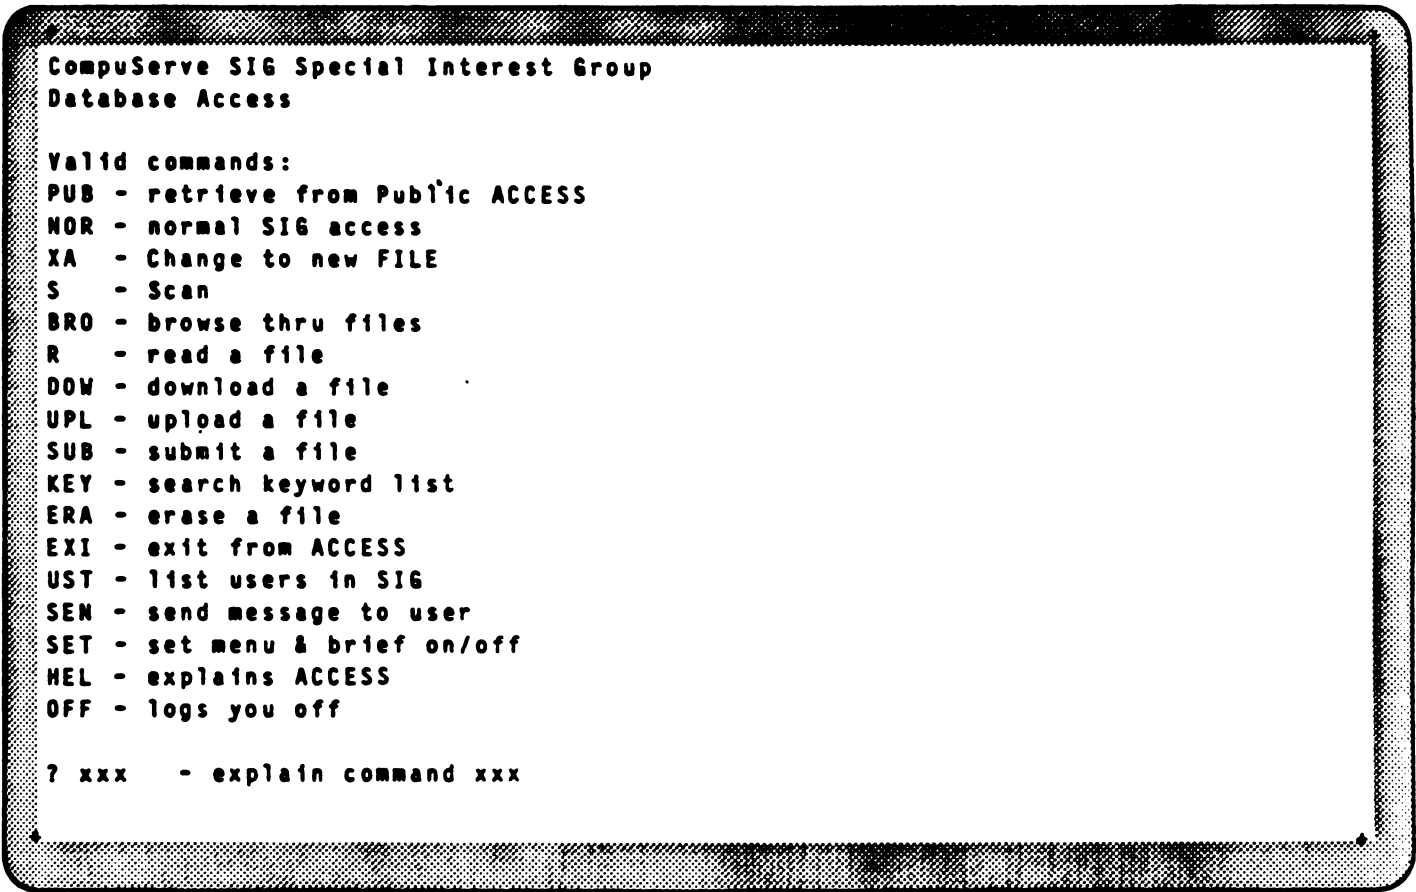 CompuServe SIG Special Interest Group
Database Access

Valid commands:
PUB - retrieve from Public ACCESS
NOR - normal SIG access
XA  - Change to new FILE
S   - Scan
BRO - browse thru files
R   - read a file
DOW - download a file
UPL - upload a file
SUB - submit a file
KEY - search keyword list
ERA - erase a file
EXI - exit from ACCESS
UST - list users in SIG
SEN - send message to user
SET - set menu & brief on/off
HEL - explains ACCESS
OFF - logs you off

? xxx   - explain command xxx